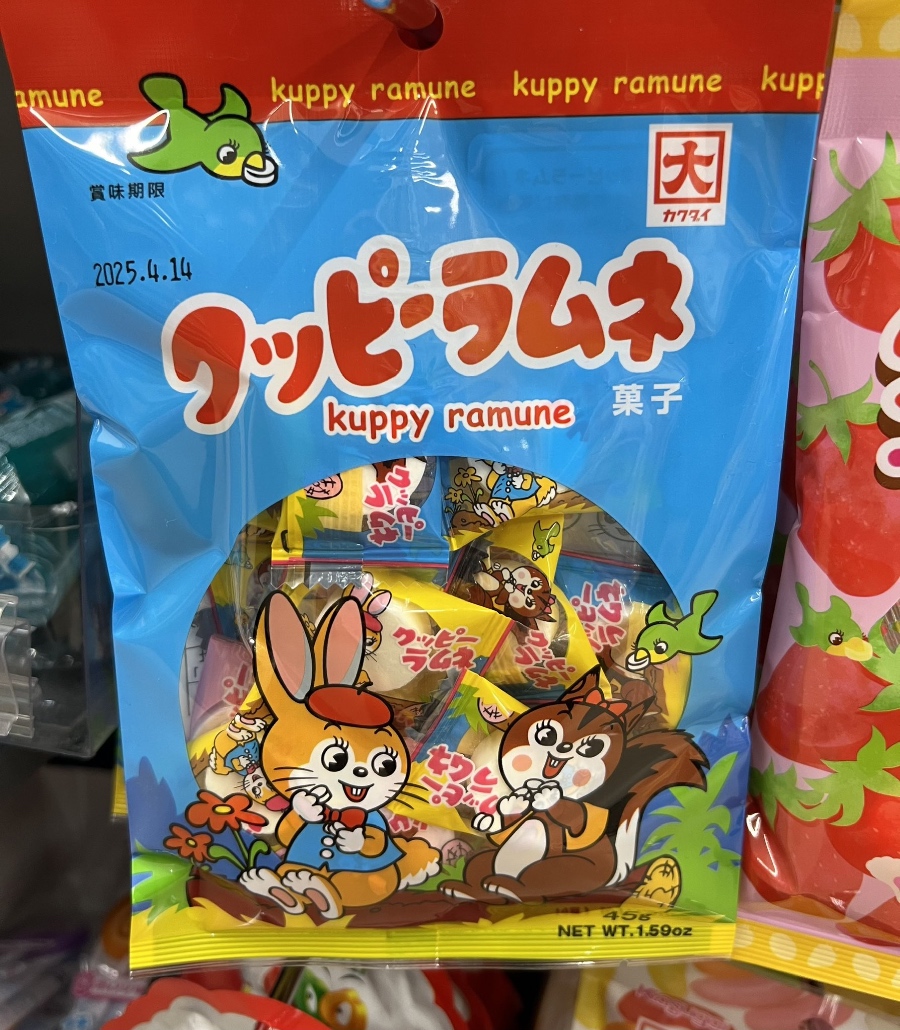 amune kuppy ramune kuppy ramune kupp
賞味期限
大
カクダイ
2025.4.14
クッピーラムネ
kuppy ramune
菓子
クッピー
ラムネ
クッピー
ラムネ
45g
NET WT.1.59oz